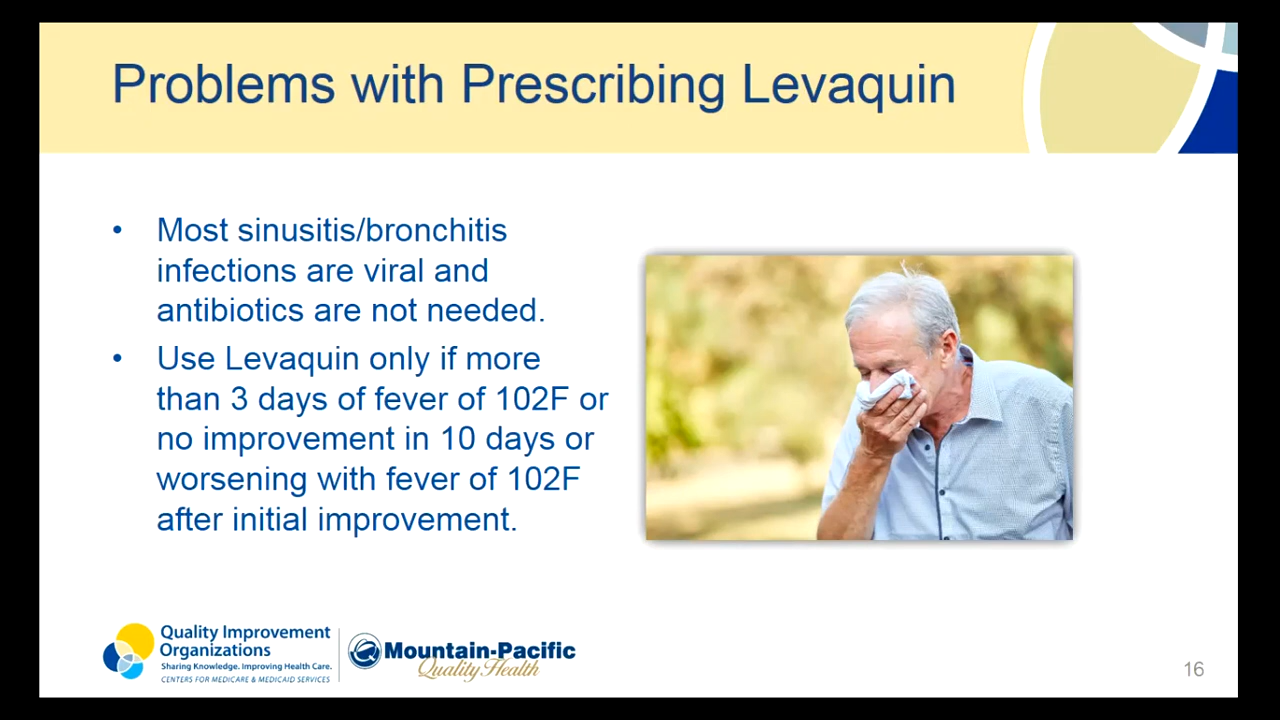 Problems with Prescribing Levaquin
• Most sinusitis/bronchitis
infections are viral and
antibiotics are not needed.
• Use Levaquin only if more
than 3 days of fever of 102F or
no improvement in 10 days or
worsening with fever of 102F
after initial improvement.
Quality Improvement
Organizations
Sharing Knowledge. Improving Health Care.
CENTERS FOR MEDICARE & MEDICAID SERVICES
Mountain-Pacific
Quality Health
16